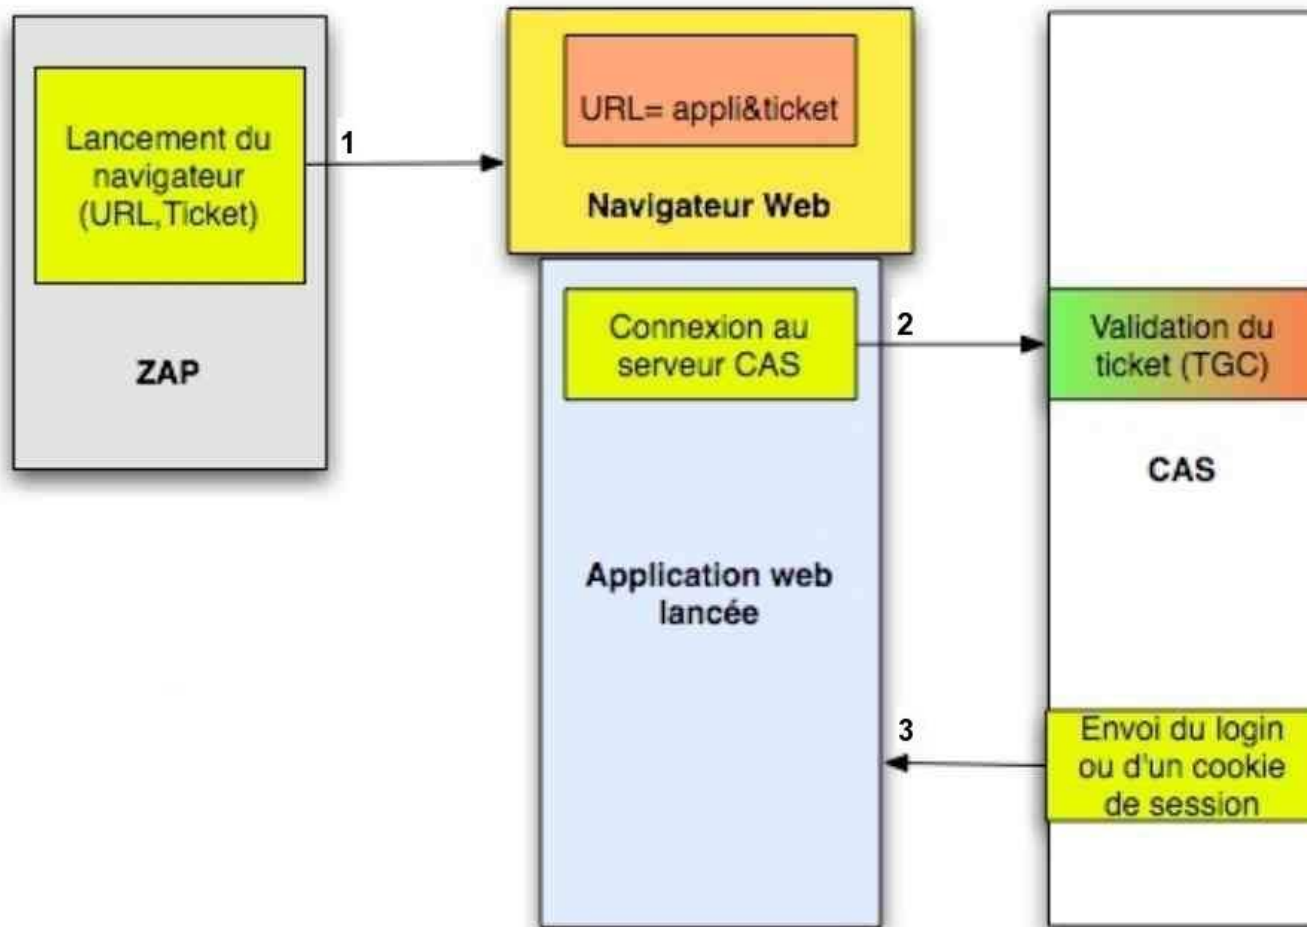 Lancement du
navigateur
(URL,Ticket)
ZAP
1
URL= appli&ticket
Navigateur Web
Connexion au
serveur CAS
2
Validation du
ticket (TGC)
CAS
Application web
lancée
3
Envoi du login
ou d'un cookie
de session